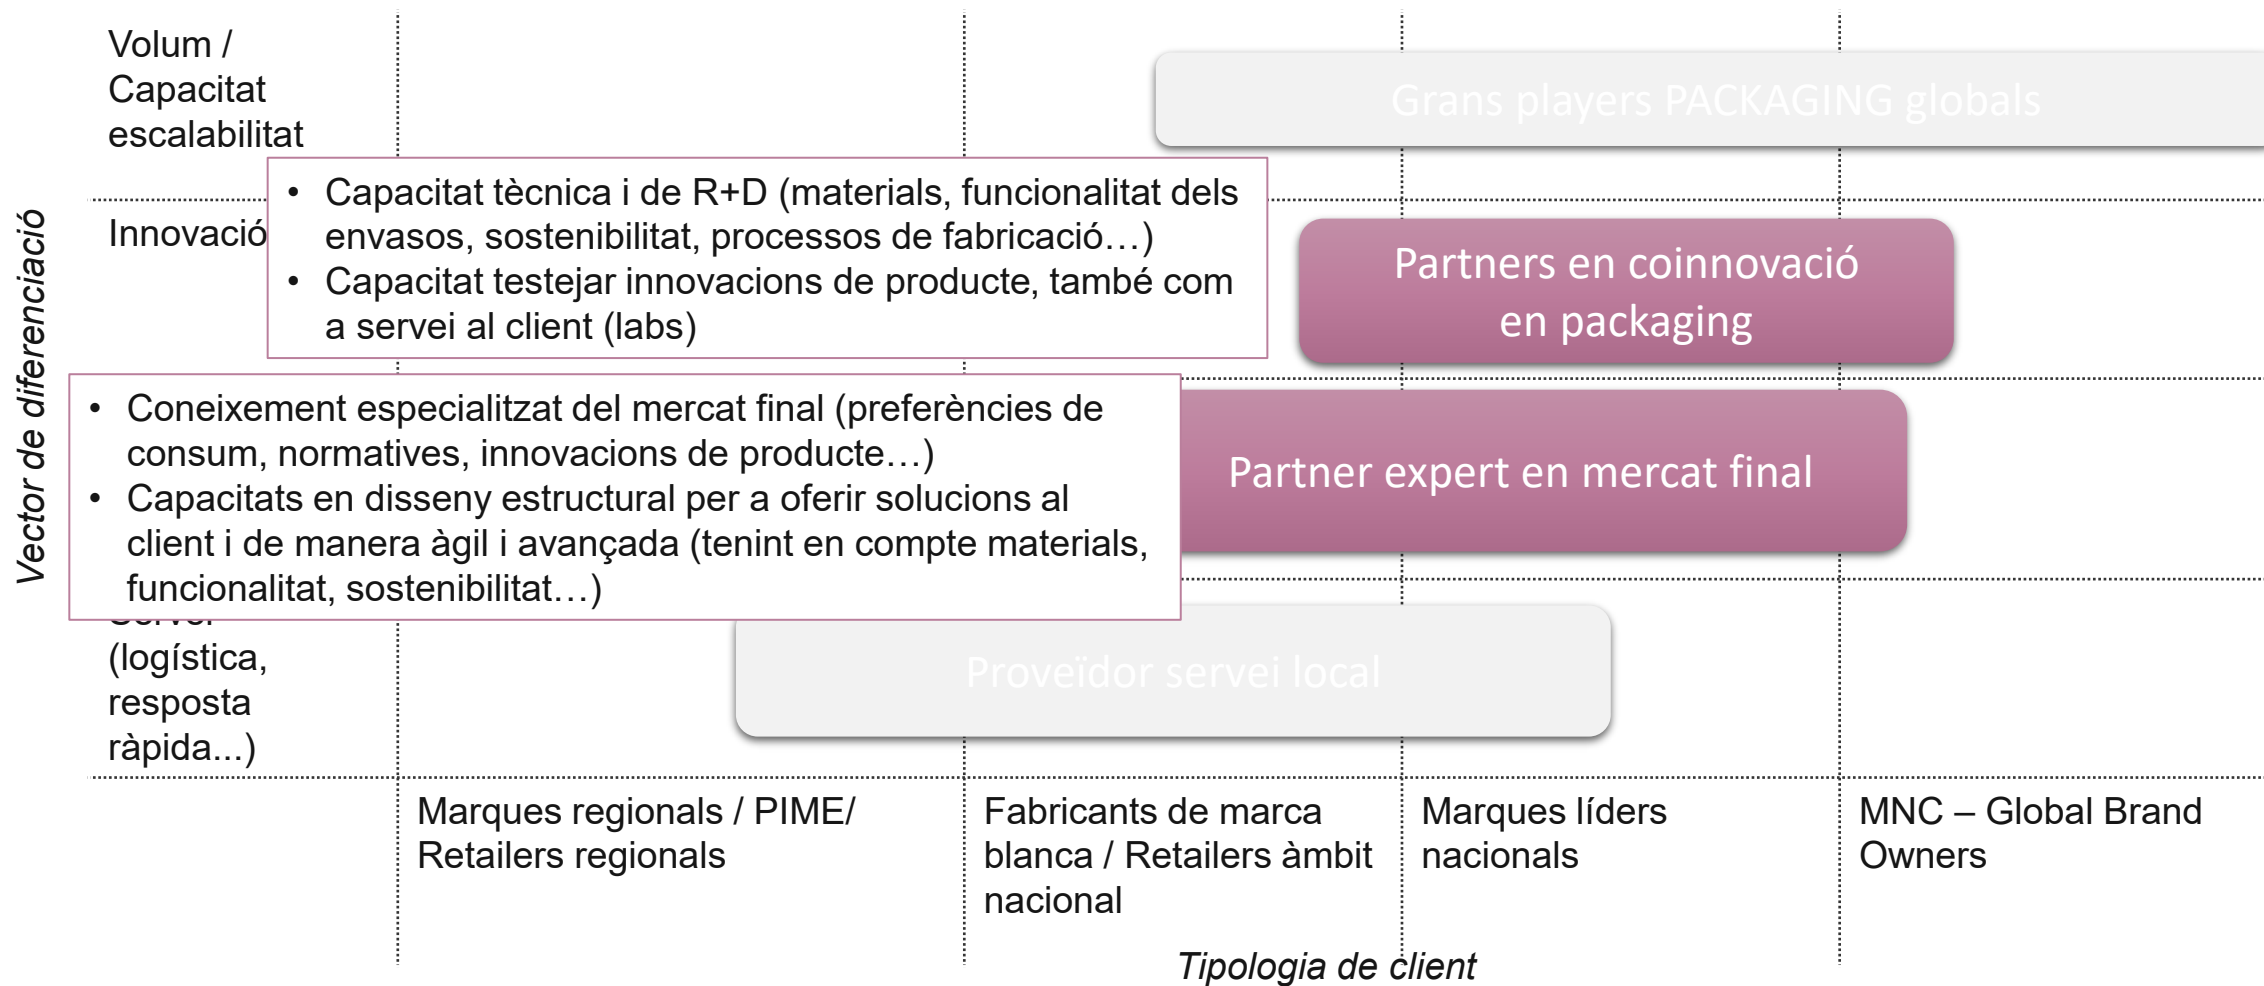 Volum /
Capacitat
escalabilitat
Grans players PACKAGING globals
Vector de diferenciació
Innovació
• Capacitat tècnica i de R+D (materials, funcionalitat dels
envasos, sostenibilitat, processos de fabricació…)
• Capacitat testejar innovacions de producte, també com
a servei al client (labs)
Partners en coinnovació
en packaging
• Coneixement especialitzat del mercat final (preferències de
consum, normatives, innovacions de producte…)
• Capacitats en disseny estructural per a oferir solucions al
client i de manera àgil i avançada (tenint en compte materials,
funcionalitat, sostenibilitat…)
Partner expert en mercat final
(logística,
resposta
ràpida...)
Proveïdor servei local
Marques regionals / PIME/
Retailers regionals
Fabricants de marca
blanca / Retailers àmbit
nacional
Marques líders
nacionals
MNC – Global Brand
Owners
Tipologia de client